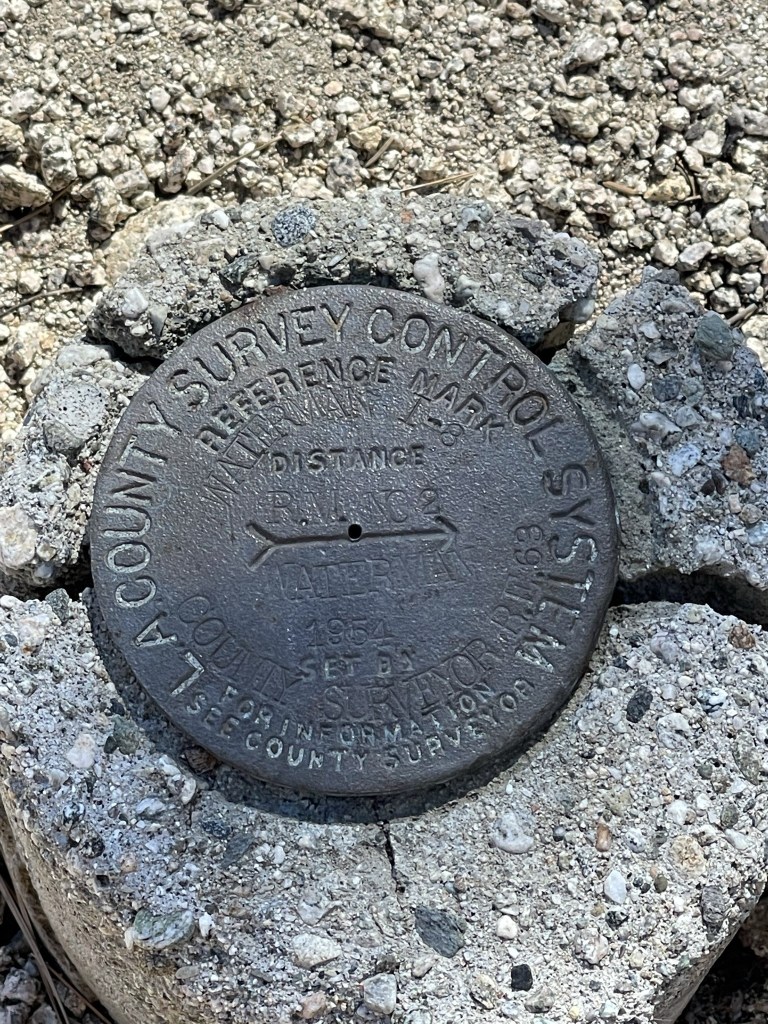 L A COUNTY SURVEY CONTROL SYSTEM
REFERENCE MARK
WATERMAN L-8
DISTANCE
R.M. NO 2
WATERMAN
1954
SET BY
COUNTY SURVEYOR
FOR INFORMATION
SEE COUNTY SURVEYOR